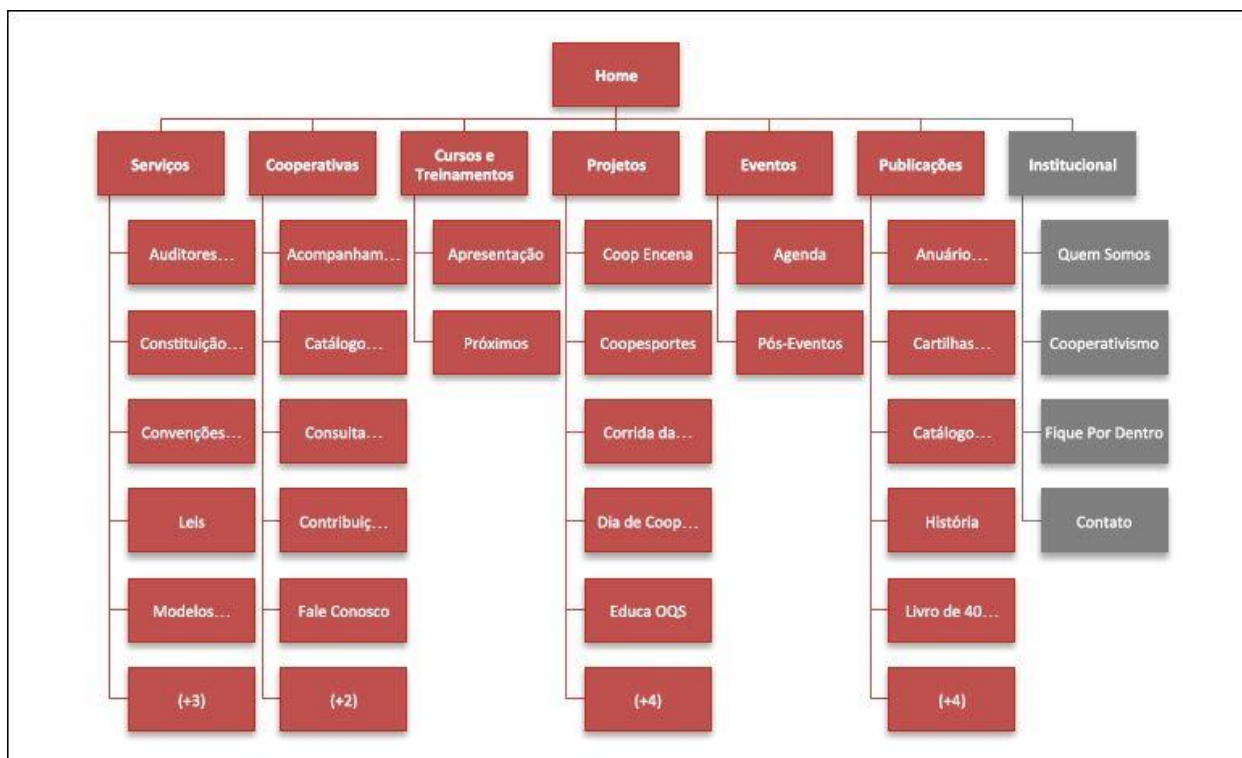 Home
Serviços
Cooperativas
Cursos e
Treinamentos
Projetos
Eventos
Publicações
Institucional
Auditores...
Acompanham...
Apresentação
Coop Encena
Agenda
Anuário...
Quem Somos
Constituição...
Catálogo...
Próximos
Coopesportes
Pós-Eventos
Cartilhas...
Cooperativismo
Convenções...
Consulta...
Corrida da...
Catálogo...
Fique Por Dentro
Leis
Contribuiç...
Dia de Coop...
História
Contato
Modelos...
Fale Conosco
Educa OQS
Livro de 40...
(+3)
(+2)
(+4)
(+4)